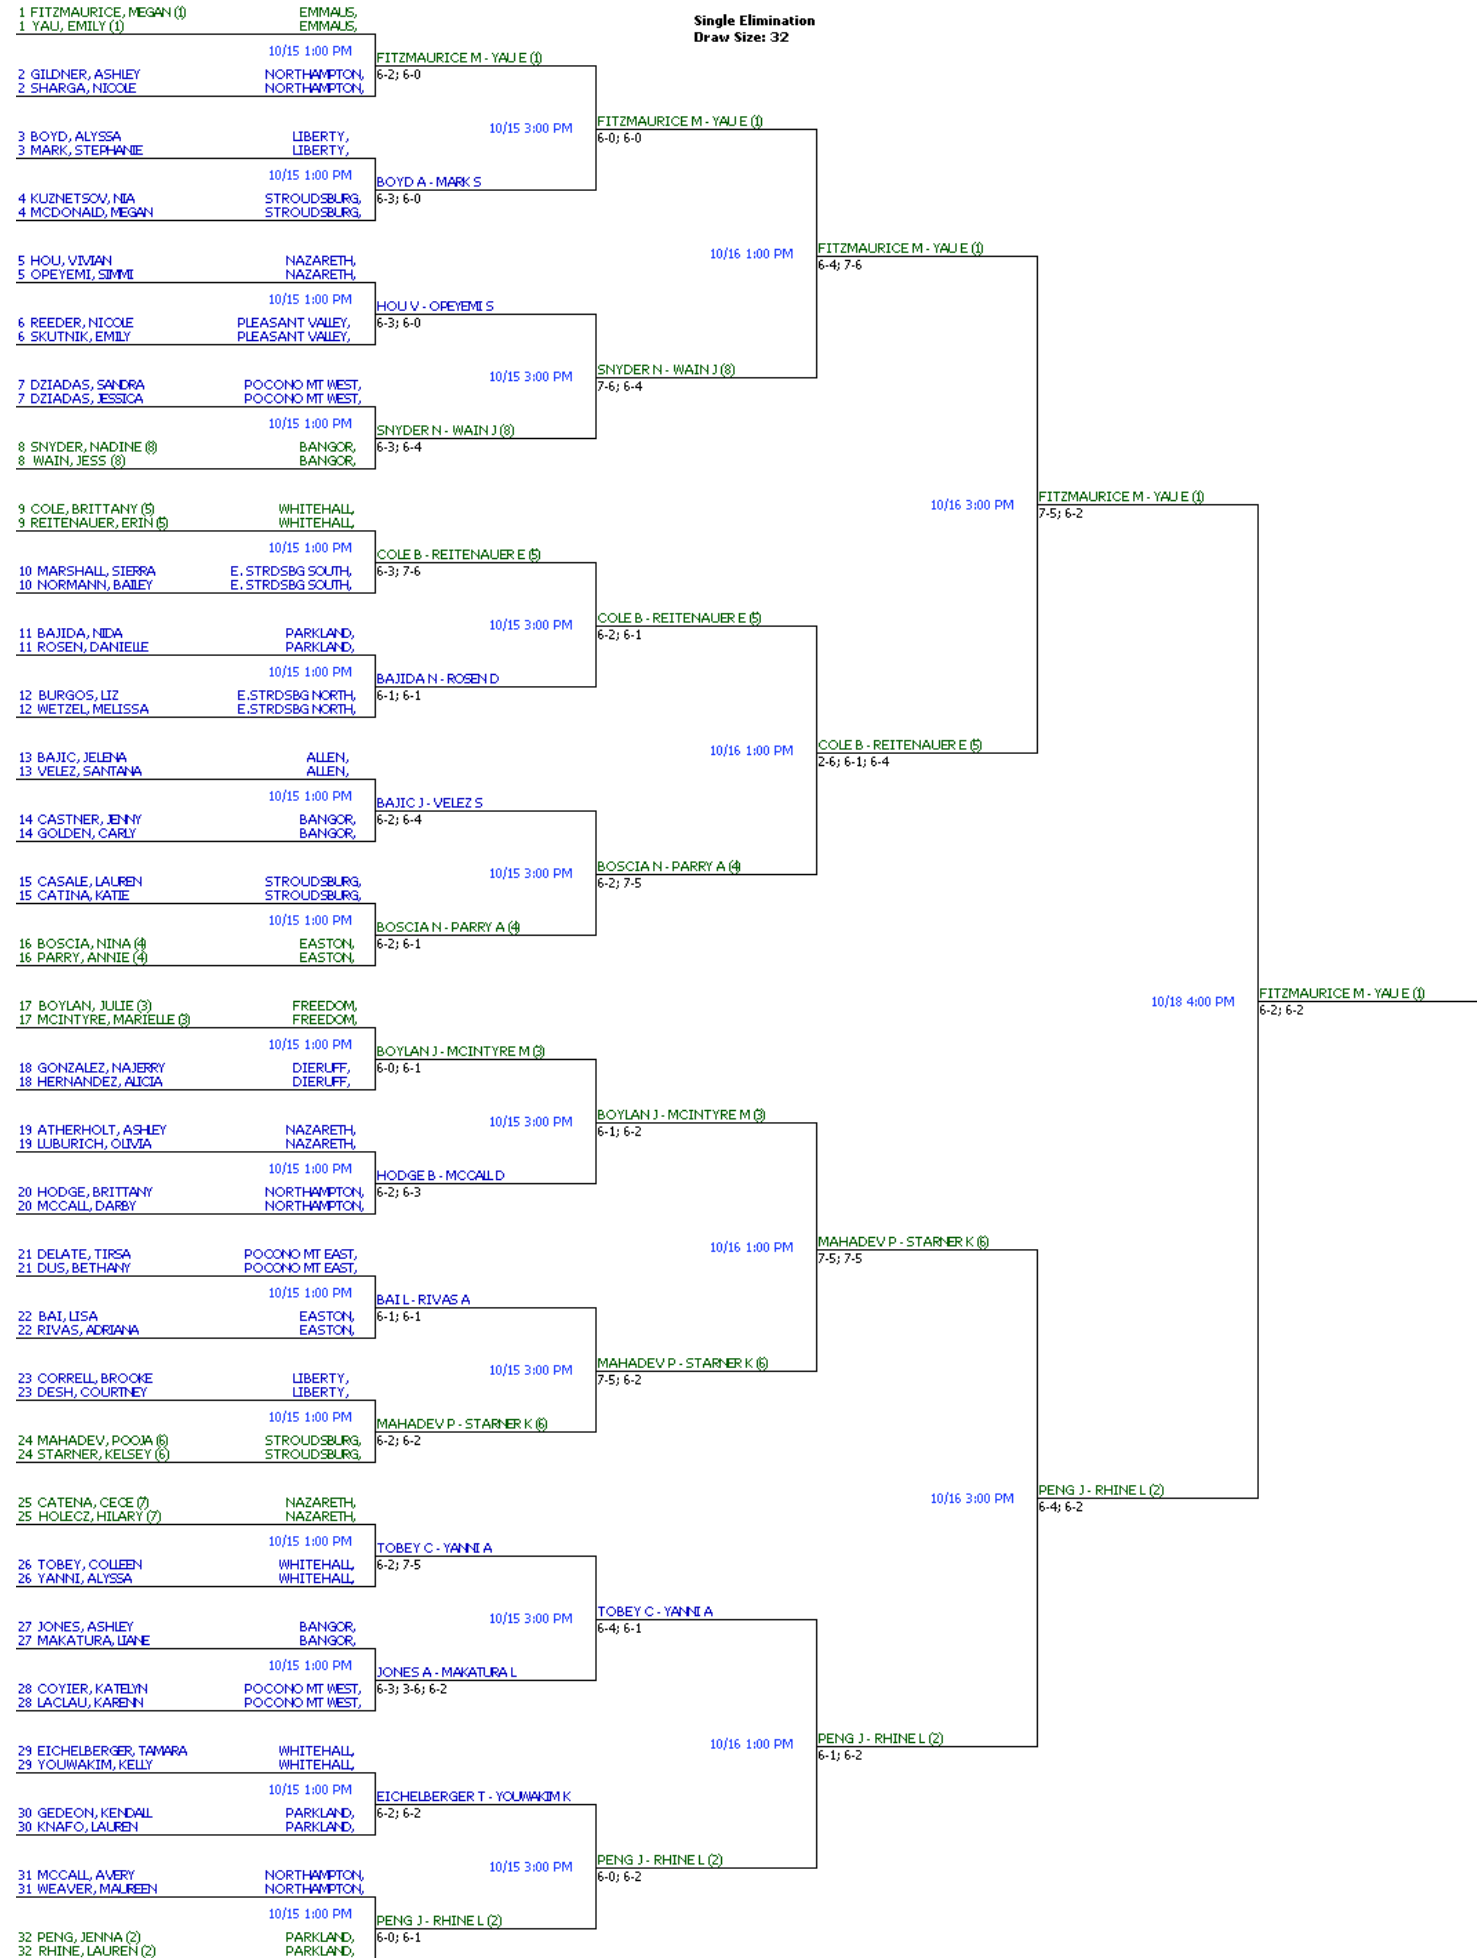 Single Elimination
Draw Size: 32
1 FITZMAURICE, MEGAN (1) EMMAUS,
1 YAU, EMILY (1) EMMAUS,
10/15 1:00 PM
FITZMAURICE M - YAU E (1)
6-2; 6-0
2 GILDNER, ASHLEY NORTHAMPTON,
2 SHARGA, NICOLE NORTHAMPTON,
10/15 3:00 PM
FITZMAURICE M - YAU E (1)
6-0; 6-0
3 BOYD, ALYSSA LIBERTY,
3 MARK, STEPHANIE LIBERTY,
10/15 1:00 PM
BOYD A - MARK S
6-3; 6-0
4 KUZNETSOV, NIA STROUDSBURG,
4 MCDONALD, MEGAN STROUDSBURG,
10/16 1:00 PM
FITZMAURICE M - YAU E (1)
6-4; 7-6
5 HOU, VIVIAN NAZARETH,
5 OPEYEMI, SIMMI NAZARETH,
10/15 1:00 PM
HOU V - OPEYEMI S
6-3; 6-0
6 REEDER, NICOLE PLEASANT VALLEY,
6 SKUTNIK, EMILY PLEASANT VALLEY,
10/15 3:00 PM
SNYDER N - WAIN J (8)
7-6; 6-4
7 DZIADAS, SANDRA POCONO MT WEST,
7 DZIADAS, JESSICA POCONO MT WEST,
10/15 1:00 PM
SNYDER N - WAIN J (8)
6-3; 6-4
8 SNYDER, NADINE (8) BANGOR,
8 WAIN, JESS (8) BANGOR,
10/16 3:00 PM
FITZMAURICE M - YAU E (1)
7-5; 6-2
9 COLE, BRITTANY (5) WHITEHALL,
9 REITENAUER, ERIN (5) WHITEHALL,
10/15 1:00 PM
COLE B - REITENAUER E (5)
6-3; 7-6
10 MARSHALL, SIERRA E. STRDSBG SOUTH,
10 NORMANN, BAILEY E. STRDSBG SOUTH,
10/15 3:00 PM
COLE B - REITENAUER E (5)
6-2; 6-1
11 BAJIDA, NIDA PARKLAND,
11 ROSEN, DANIELLE PARKLAND,
10/15 1:00 PM
BAJIDA N - ROSEN D
6-1; 6-1
12 BURGOS, LIZ E.STRDSBG NORTH,
12 WETZEL, MELISSA E.STRDSBG NORTH,
10/16 1:00 PM
COLE B - REITENAUER E (5)
2-6; 6-1; 6-4
13 BAJIC, JELENA ALLEN,
13 VELEZ, SANTANA ALLEN,
10/15 1:00 PM
BAJIC J - VELEZ S
6-2; 6-4
14 CASTNER, JENNY BANGOR,
14 GOLDEN, CARLY BANGOR,
10/15 3:00 PM
BOSCIA N - PARRY A (4)
6-2; 7-5
15 CASALE, LAUREN STROUDSBURG,
15 CATINA, KATIE STROUDSBURG,
10/15 1:00 PM
BOSCIA N - PARRY A (4)
6-2; 6-1
16 BOSCIA, NINA (4) EASTON,
16 PARRY, ANNIE (4) EASTON,
10/18 4:00 PM
FITZMAURICE M - YAU E (1)
6-2; 6-2
17 BOYLAN, JULIE (3) FREEDOM,
17 MCINTYRE, MARIELLE (3) FREEDOM,
10/15 1:00 PM
BOYLAN J - MCINTYRE M (3)
6-0; 6-1
18 GONZALEZ, NAJERRY DIERUFF,
18 HERNANDEZ, ALICIA DIERUFF,
10/15 3:00 PM
BOYLAN J - MCINTYRE M (3)
6-1; 6-2
19 ATHERHOLT, ASHLEY NAZARETH,
19 LUBURICH, OLIVIA NAZARETH,
10/15 1:00 PM
HODGE B - MCCALL D
6-2; 6-3
20 HODGE, BRITTANY NORTHAMPTON,
20 MCCALL, DARBY NORTHAMPTON,
10/16 1:00 PM
MAHADEV P - STARNER K (6)
7-5; 7-5
21 DELATE, TIRSA POCONO MT EAST,
21 DUS, BETHANY POCONO MT EAST,
10/15 1:00 PM
BAI L - RIVAS A
6-1; 6-1
22 BAI, LISA EASTON,
22 RIVAS, ADRIANA EASTON,
10/15 3:00 PM
MAHADEV P - STARNER K (6)
7-5; 6-2
23 CORRELL, BROOKE LIBERTY,
23 DESH, COURTNEY LIBERTY,
10/15 1:00 PM
MAHADEV P - STARNER K (6)
6-2; 6-2
24 MAHADEV, POOJA (6) STROUDSBURG,
24 STARNER, KELSEY (6) STROUDSBURG,
10/16 3:00 PM
PENG J - RHINE L (2)
6-4; 6-2
25 CATENA, CECE (7) NAZARETH,
25 HOLECZ, HILARY (7) NAZARETH,
10/15 1:00 PM
TOBEY C - YANNI A
6-2; 7-5
26 TOBEY, COLLEEN WHITEHALL,
26 YANNI, ALYSSA WHITEHALL,
10/15 3:00 PM
TOBEY C - YANNI A
6-4; 6-1
27 JONES, ASHLEY BANGOR,
27 MAKATURA, LIANE BANGOR,
10/15 1:00 PM
JONES A - MAKATURA L
6-3; 3-6; 6-2
28 COYIER, KATELYN POCONO MT WEST,
28 LACLAU, KARENN POCONO MT WEST,
10/16 1:00 PM
PENG J - RHINE L (2)
6-1; 6-2
29 EICHELBERGER, TAMARA WHITEHALL,
29 YOUWAKIM, KELLY WHITEHALL,
10/15 1:00 PM
EICHELBERGER T - YOUWAKIM K
6-2; 6-2
30 GEDEON, KENDALL PARKLAND,
30 KNAFO, LAUREN PARKLAND,
10/15 3:00 PM
PENG J - RHINE L (2)
6-0; 6-2
31 MCCALL, AVERY NORTHAMPTON,
31 WEAVER, MAUREEN NORTHAMPTON,
10/15 1:00 PM
PENG J - RHINE L (2)
6-0; 6-1
32 PENG, JENNA (2) PARKLAND,
32 RHINE, LAUREN (2) PARKLAND,